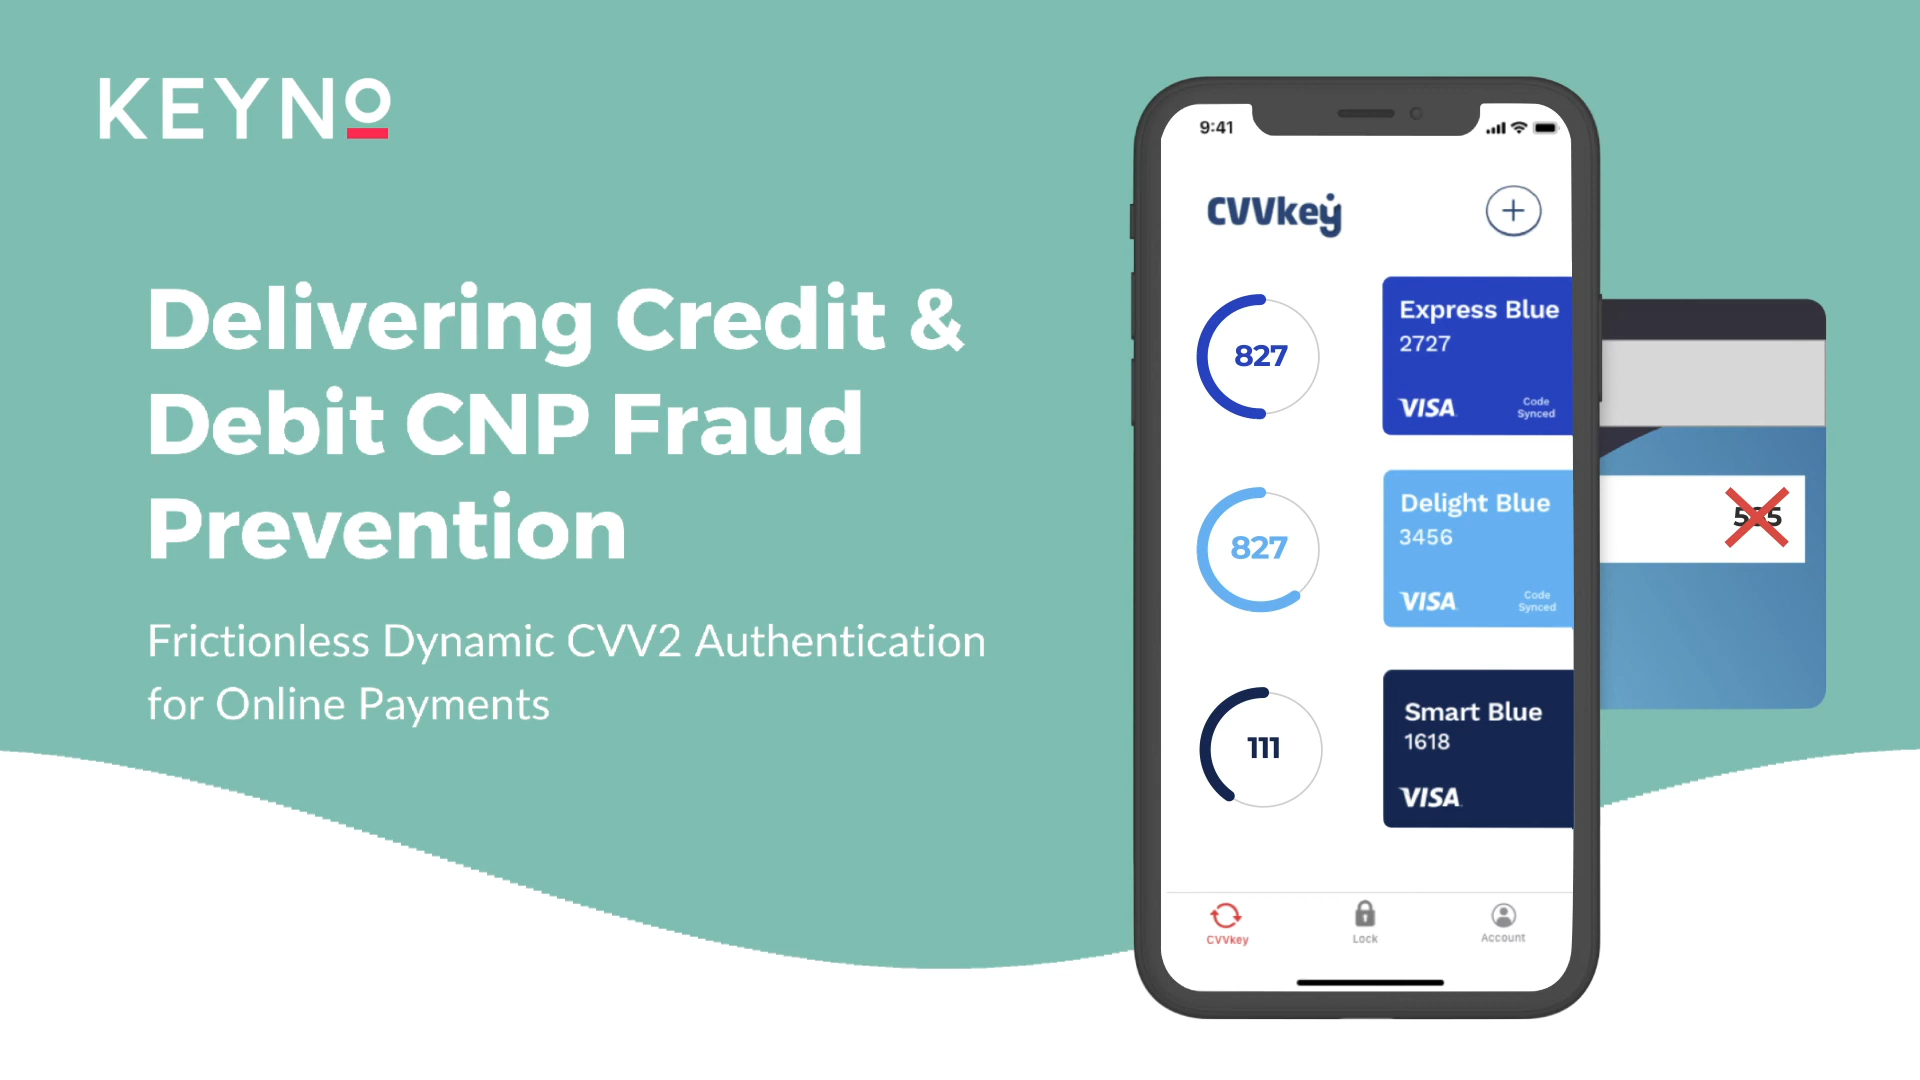 KEYNO
Delivering Credit &
Debit CNP Fraud
Prevention
Frictionless Dynamic CVV2 Authentication
for Online Payments
9:41
CVVkey
827
Express Blue
2727
VISA
Code
Synced
827
Delight Blue
3456
VISA
Code
Synced
111
Smart Blue
1618
VISA
CVVkey
Lock
Account